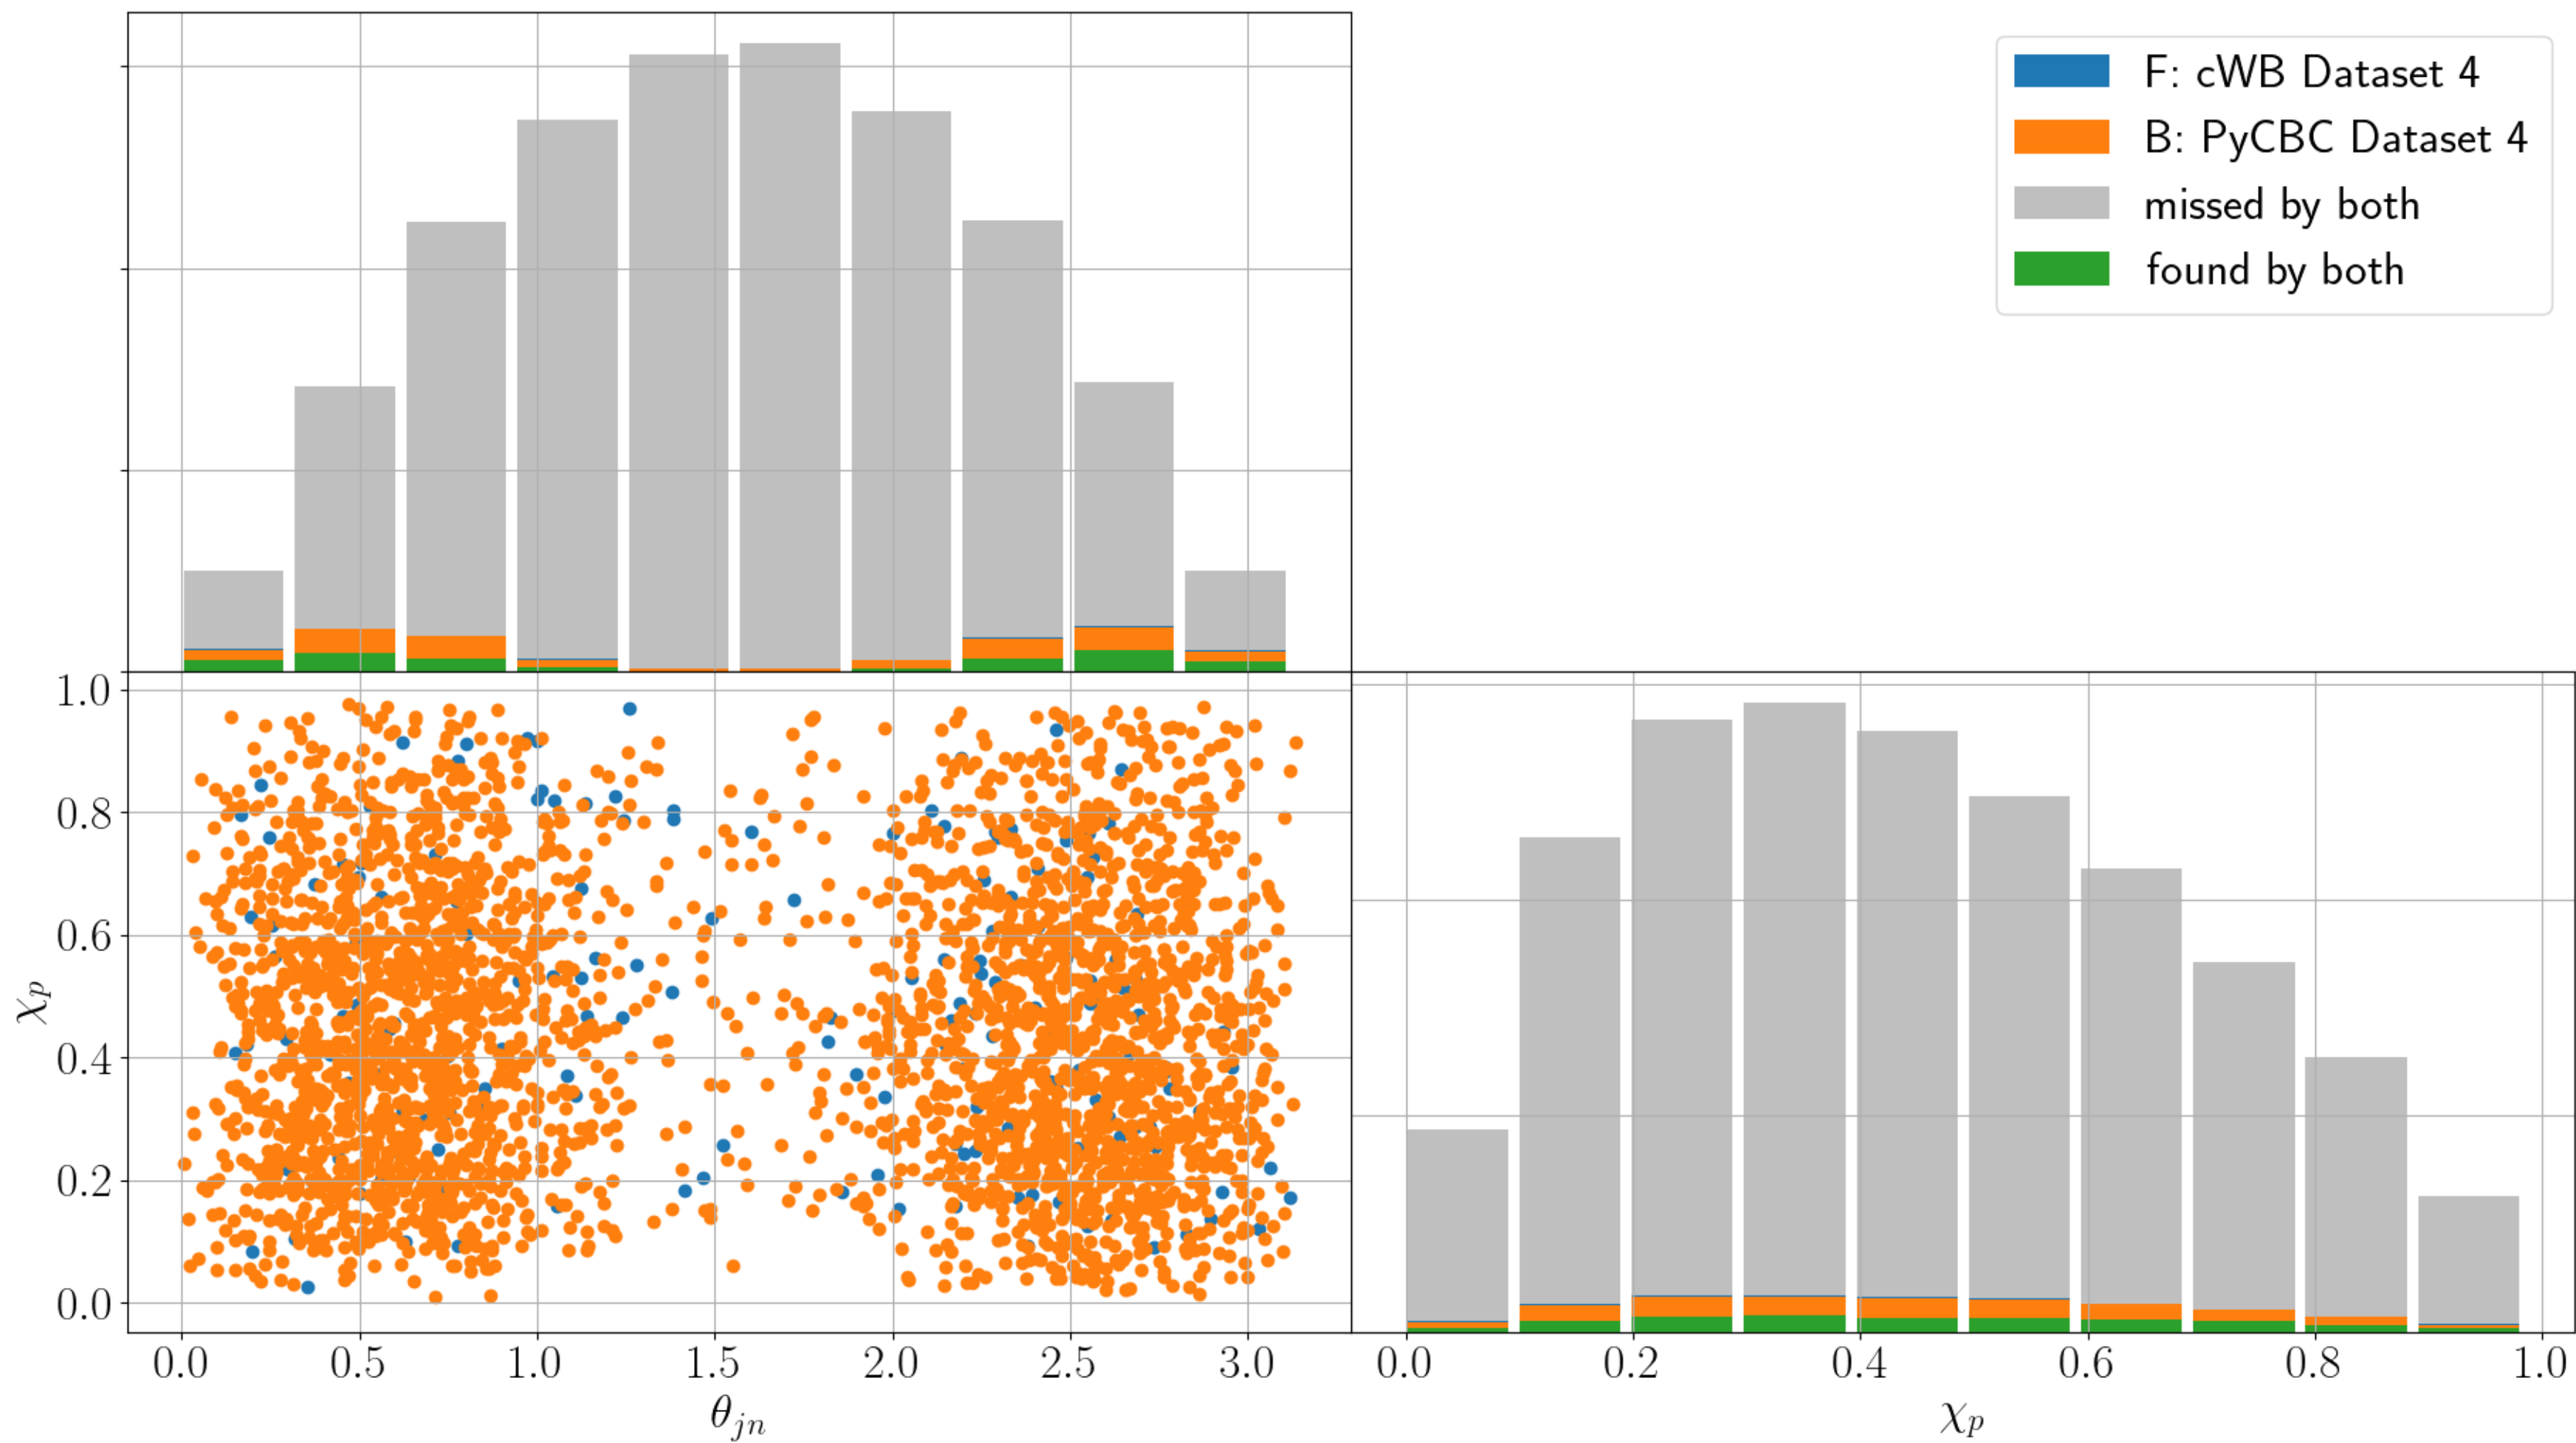 F: cWB Dataset 4
B: PyCBC Dataset 4
missed by both
found by both
1.0
0.8
0.6
0.4
0.2
0.0
χp
0.0 0.5 1.0 1.5 2.0 2.5 3.0
θjn
0.0 0.2 0.4 0.6 0.8 1.0
χp